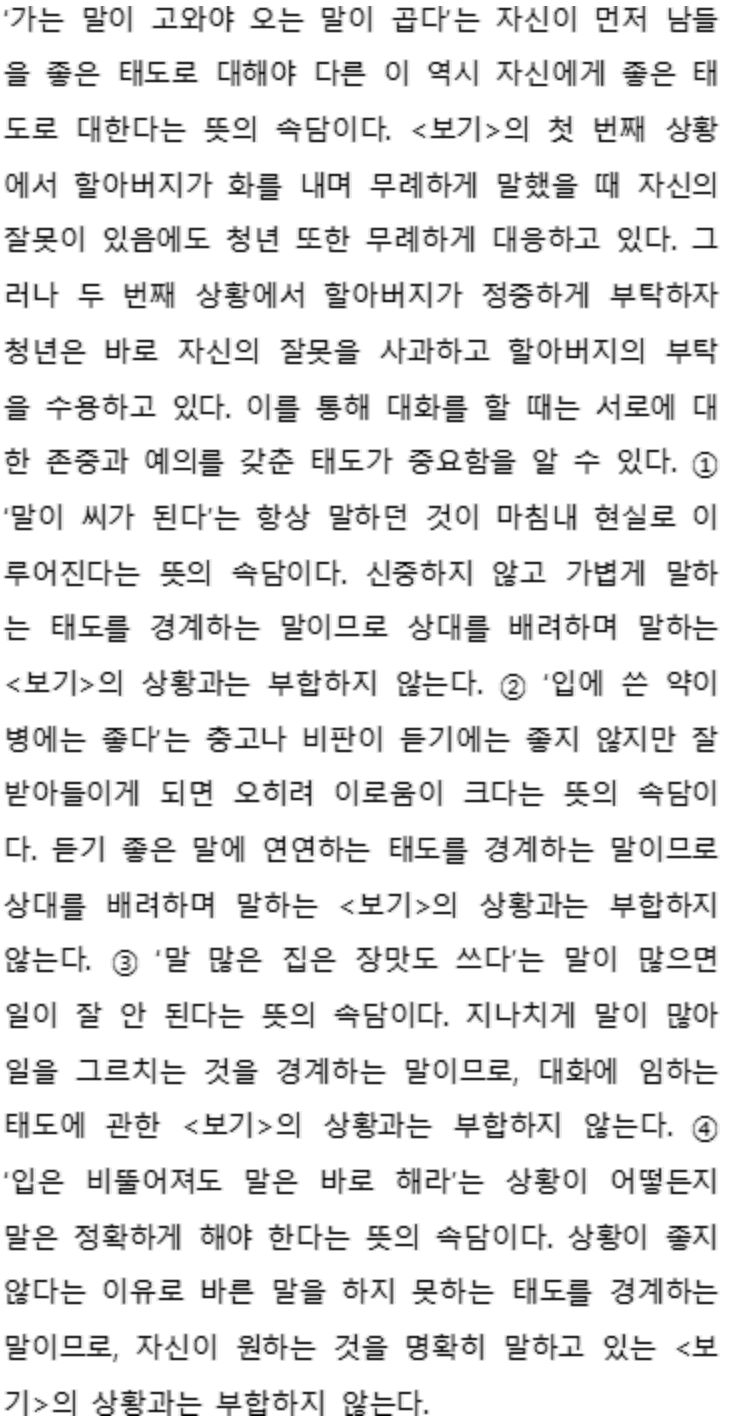 ‘가는 말이 고와야 오는 말이 곱다’는 자신이 먼저 남들
을 좋은 태도로 대해야 다른 이 역시 자신에게 좋은 태
도로 대한다는 뜻의 속담이다. <보기>의 첫 번째 상황
에서 할아버지가 화를 내며 무례하게 말했을 때 자신의
잘못이 있음에도 청년 또한 무례하게 대응하고 있다. 그
러나 두 번째 상황에서 할아버지가 정중하게 부탁하자
청년은 바로 자신의 잘못을 사과하고 할아버지의 부탁
을 수용하고 있다. 이를 통해 대화를 할 때는 서로에 대
한 존중과 예의를 갖춘 태도가 중요함을 알 수 있다. ①
‘말이 씨가 된다’는 항상 말하던 것이 마침내 현실로 이
루어진다는 뜻의 속담이다. 신중하지 않고 가볍게 말하
는 태도를 경계하는 말이므로 상대를 배려하며 말하는
<보기>의 상황과는 부합하지 않는다. ② ‘입에 쓴 약이
병에는 좋다’는 충고나 비판이 듣기에는 좋지 않지만 잘
받아들이게 되면 오히려 이로움이 크다는 뜻의 속담이
다. 듣기 좋은 말에 연연하는 태도를 경계하는 말이므로
상대를 배려하며 말하는 <보기>의 상황과는 부합하지
않는다. ③ ‘말 많은 집은 장맛도 쓰다’는 말이 많으면
일이 잘 안 된다는 뜻의 속담이다. 지나치게 말이 많아
일을 그르치는 것을 경계하는 말이므로, 대화에 임하는
태도에 관한 <보기>의 상황과는 부합하지 않는다. ④
‘입은 비뚤어져도 말은 바로 해라’는 상황이 어떻든지
말은 정확하게 해야 한다는 뜻의 속담이다. 상황이 좋지
않다는 이유로 바른 말을 하지 못하는 태도를 경계하는
말이므로, 자신이 원하는 것을 명확히 말하고 있는 <보
기>의 상황과는 부합하지 않는다.